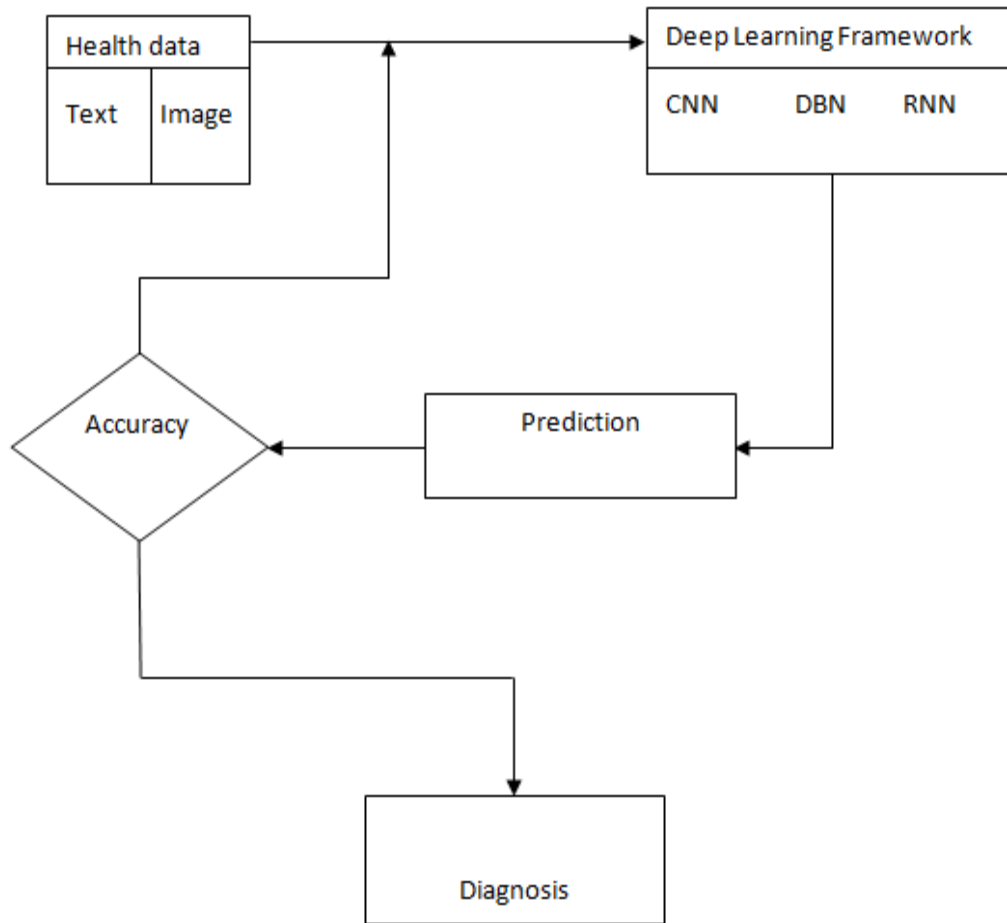 Health data
Text Image
Deep Learning Framework
CNN DBN RNN
Accuracy
Prediction
Diagnosis